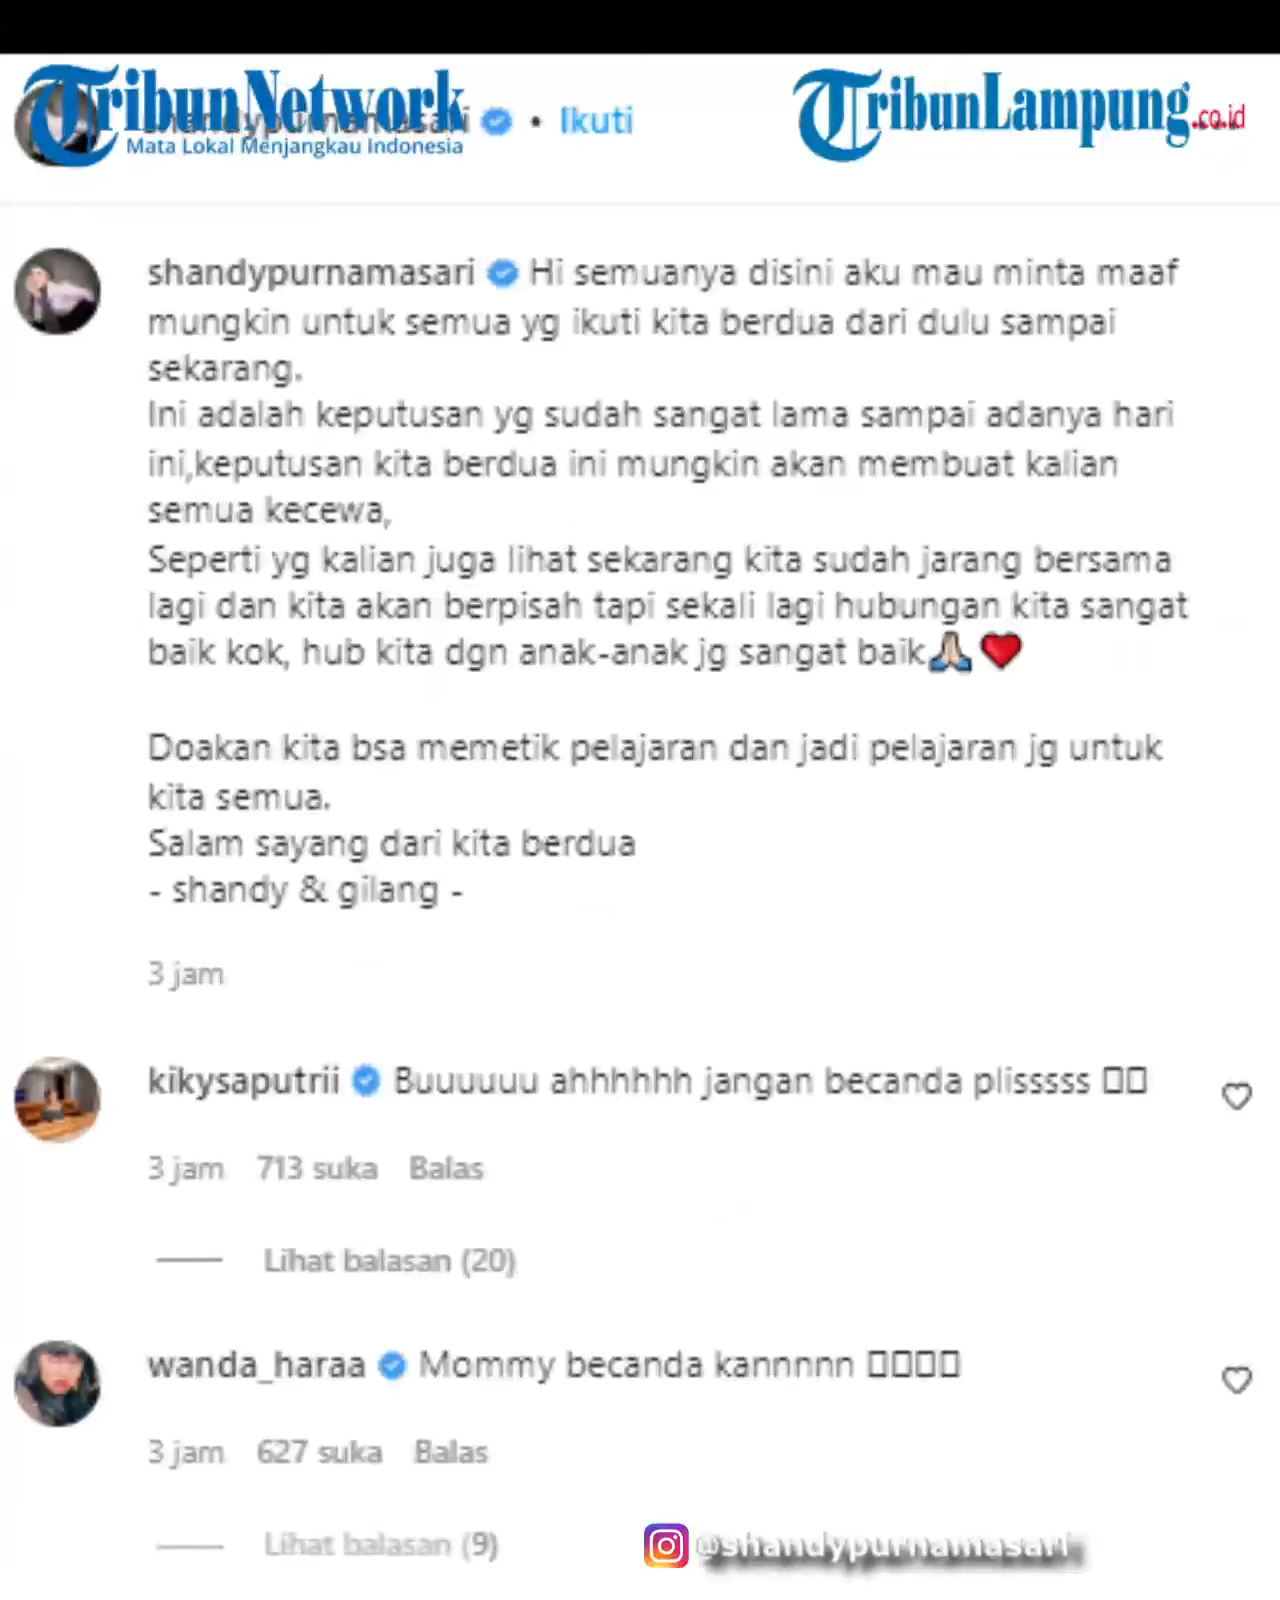 TribunNetwork
Mata Lokal Menjangkau Indonesia
shandypurnamasari • Ikuti
TribunLampung.co.id
shandypurnamasari Hi semuanya disini aku mau minta maaf
mungkin untuk semua yg ikuti kita berdua dari dulu sampai
sekarang.
Ini adalah keputusan yg sudah sangat lama sampai adanya hari
ini,keputusan kita berdua ini mungkin akan membuat kalian
semua kecewa,
Seperti yg kalian juga lihat sekarang kita sudah jarang bersama
lagi dan kita akan berpisah tapi sekali lagi hubungan kita sangat
baik kok, hub kita dgn anak-anak jg sangat baik🙏🏻❤️
Doakan kita bsa memetik pelajaran dan jadi pelajaran jg untuk
kita semua.
Salam sayang dari kita berdua
- shandy & gilang -
3 jam
kikysaputrii Buuuuuu ahhhhhh jangan becanda plisssss
3 jam 713 suka Balas
Lihat balasan (20)
wanda_haraa Mommy becanda kannnnn
3 jam 627 suka Balas
Lihat balasan (9)
@shandypurnamasari